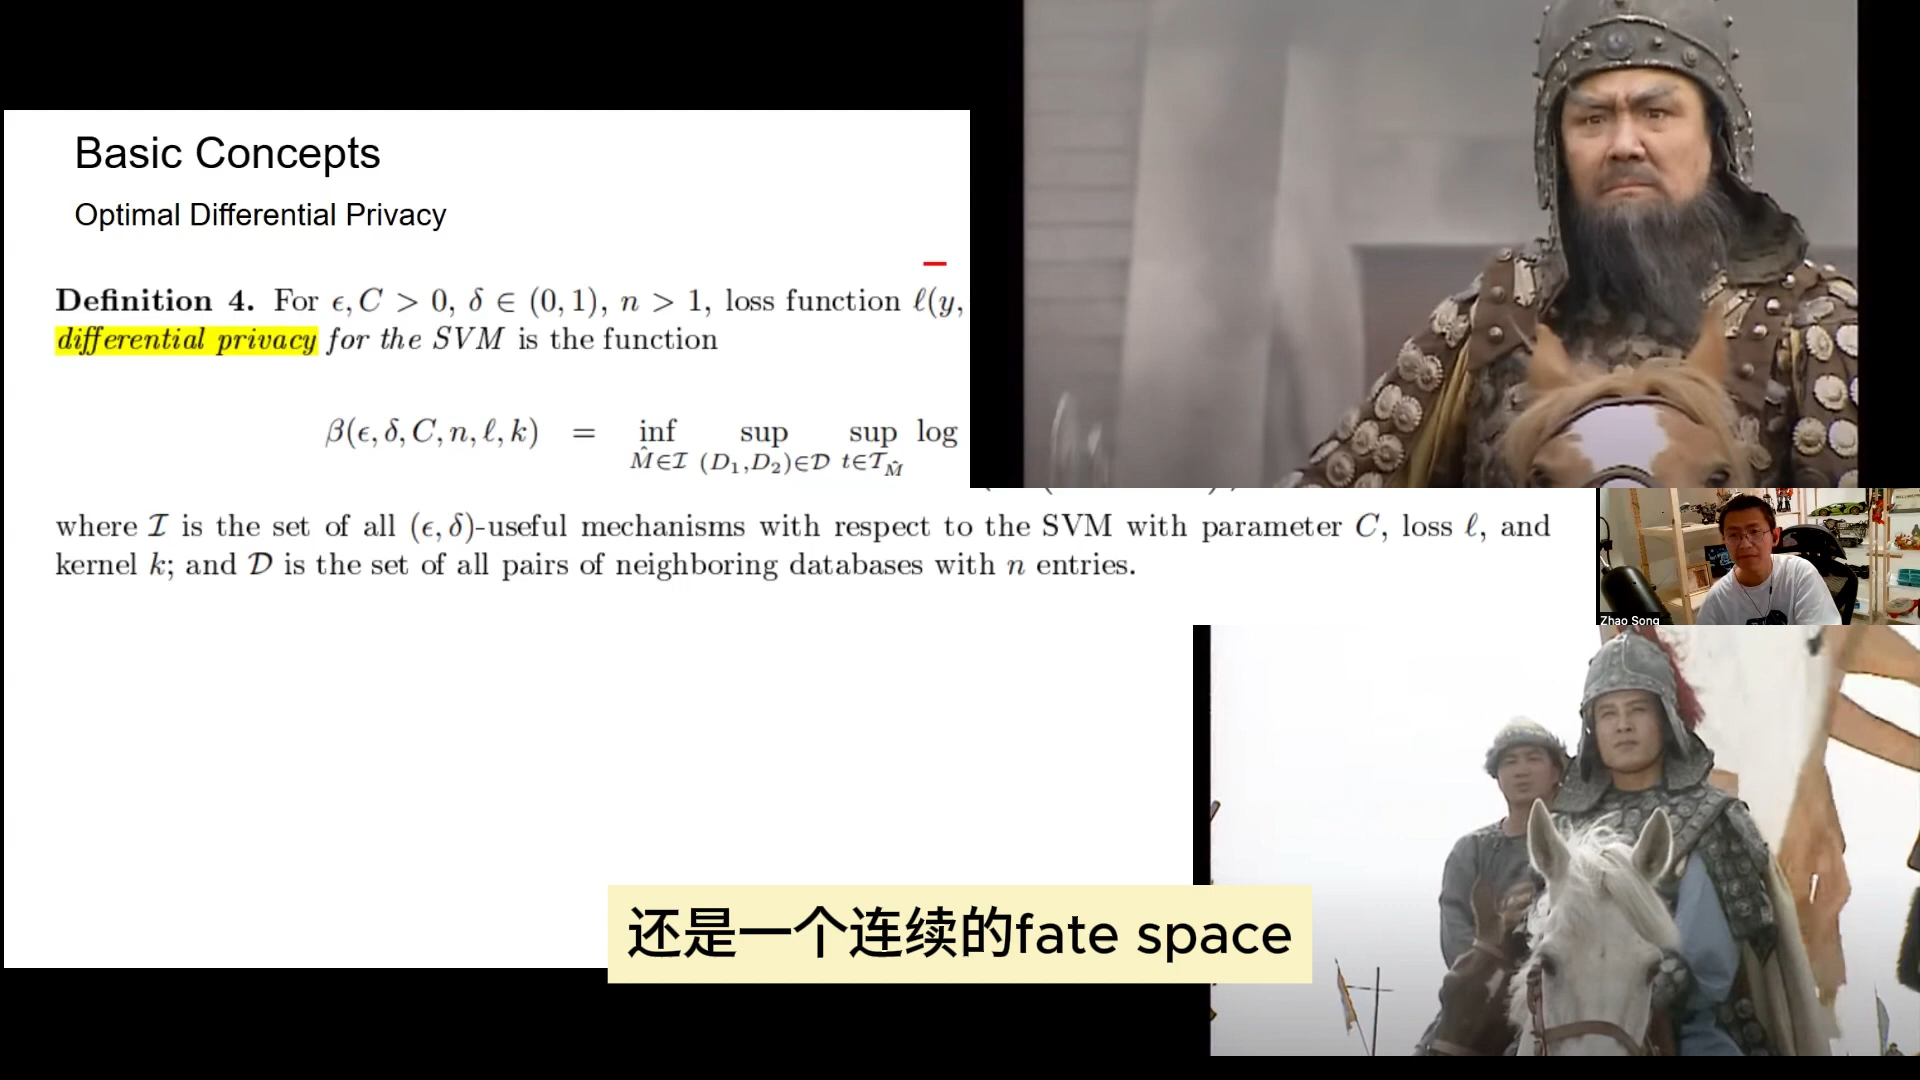 Basic Concepts
Optimal Differential Privacy
Definition 4. For ϵ, C > 0, δ ∈ (0, 1), n > 1, loss function ℓ(y,
differential privacy for the SVM is the function
β(ϵ, δ, C, n, ℓ, k) = inf sup sup log
M̂∈ℐ (D₁,D₂)∈𝒟 t∈𝒯_M̂
where ℐ is the set of all (ϵ, δ)-useful mechanisms with respect to the SVM with parameter C, loss ℓ, and
kernel k; and 𝒟 is the set of all pairs of neighboring databases with n entries.
Zhao Song
还是一个连续的fate space